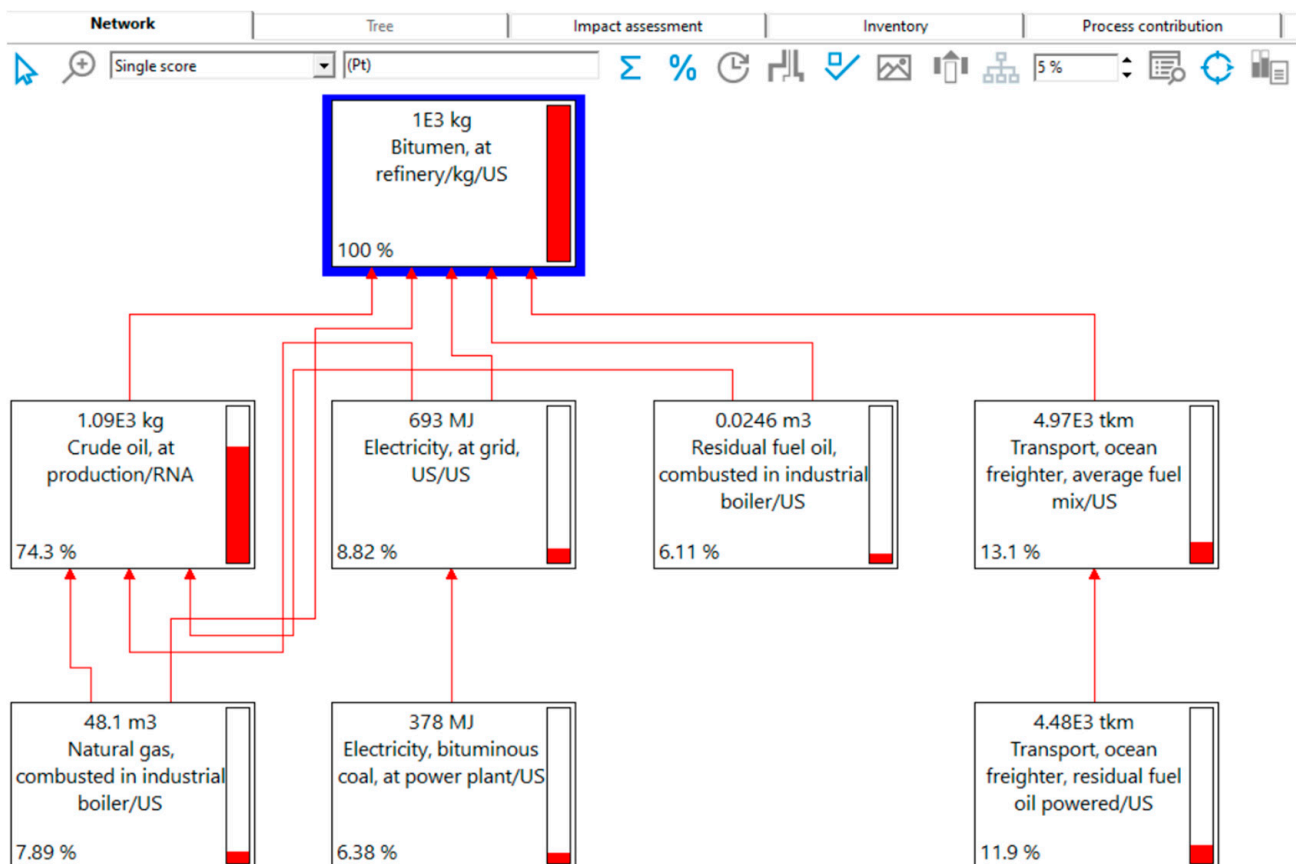 Network
Tree
Impact assessment
Inventory
Process contribution
Single score
(Pt)
Σ
%
5 %
1E3 kg
Bitumen, at
refinery/kg/US
100 %
1.09E3 kg
Crude oil, at
production/RNA
74.3 %
693 MJ
Electricity, at grid,
US/US
8.82 %
0.0246 m3
Residual fuel oil,
combusted in industrial
boiler/US
6.11 %
4.97E3 tkm
Transport, ocean
freighter, average fuel
mix/US
13.1 %
48.1 m3
Natural gas,
combusted in industrial
boiler/US
7.89 %
378 MJ
Electricity, bituminous
coal, at power plant/US
6.38 %
4.48E3 tkm
Transport, ocean
freighter, residual fuel
oil powered/US
11.9 %